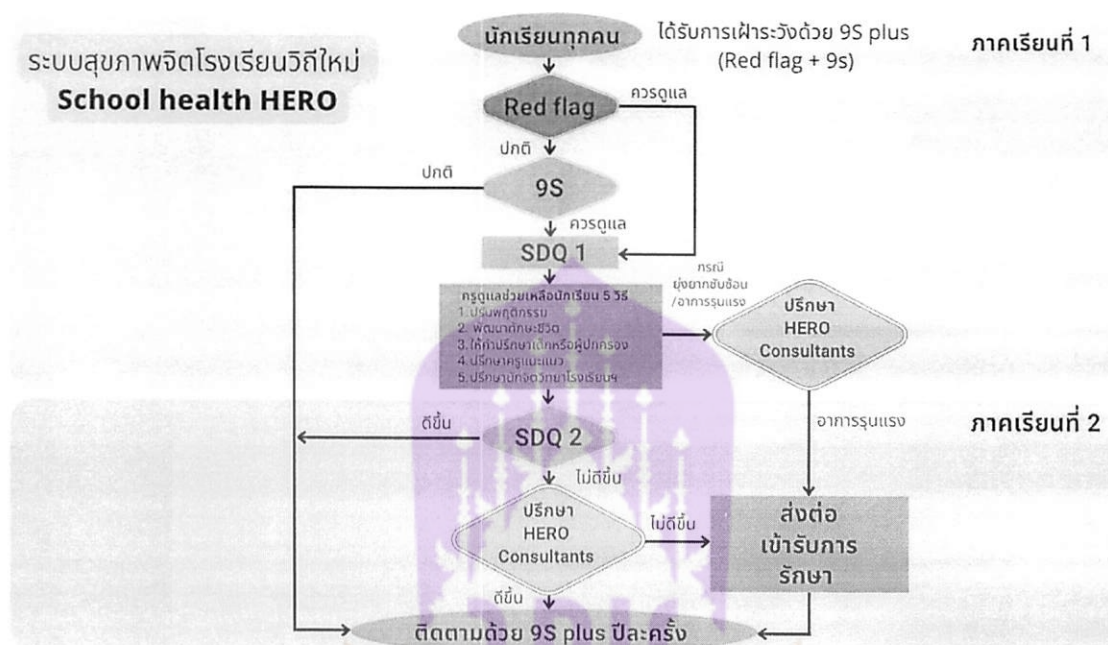 ระบบสุขภาพจิตโรงเรียนวิถีใหม่
School health HERO
นักเรียนทุกคน
ได้รับการเฝ้าระวังด้วย 9S plus
(Red flag + 9s)
ภาคเรียนที่ 1
Red flag
ควรดูแล
ปกติ
ปกติ
9S
ควรดูแล
SDQ 1
ครูดูแลช่วยเหลือนักเรียน 5 วิธี
1. ปรับพฤติกรรม
2. พัฒนาทักษะชีวิต
3. ให้คำปรึกษาเด็กหรือผู้ปกครอง
4. ปรึกษาครูแนะแนว
5. ปรึกษานักจิตวิทยาโรงเรียนฯ
กรณี
ยุ่งยากซับซ้อน
/อาการรุนแรง
ปรึกษา
HERO
Consultants
ดีขึ้น
SDQ 2
อาการรุนแรง
ภาคเรียนที่ 2
ไม่ดีขึ้น
ปรึกษา
HERO
Consultants
ไม่ดีขึ้น
ส่งต่อ
เข้ารับการ
รักษา
ดีขึ้น
ติดตามด้วย 9S plus ปีละครั้ง